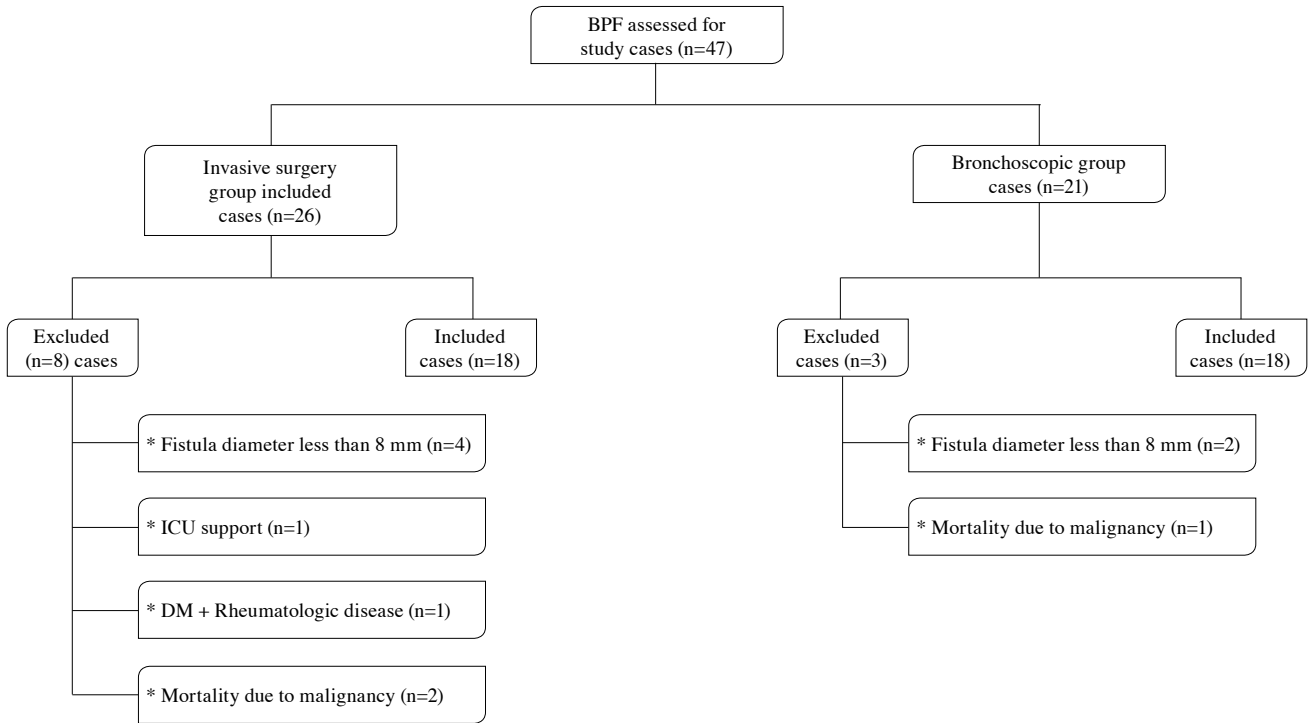 BPF assessed for
study cases (n=47)
Invasive surgery
group included
cases (n=26)
Bronchoscopic group
cases (n=21)
Excluded
(n=8) cases
Included
cases (n=18)
Excluded
cases (n=3)
Included
cases (n=18)
* Fistula diameter less than 8 mm (n=4)
* ICU support (n=1)
* DM + Rheumatologic disease (n=1)
* Mortality due to malignancy (n=2)
* Fistula diameter less than 8 mm (n=2)
* Mortality due to malignancy (n=1)